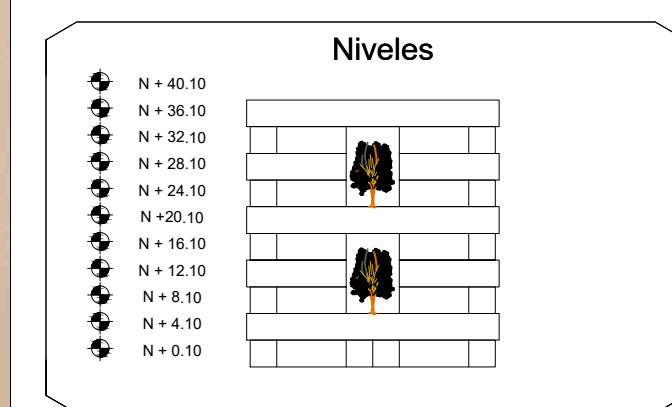 Niveles
N + 40.10
N + 36.10
N + 32.10
N + 28.10
N + 24.10
N +20.10
N + 16.10
N + 12.10
N + 8.10
N + 4.10
N + 0.10